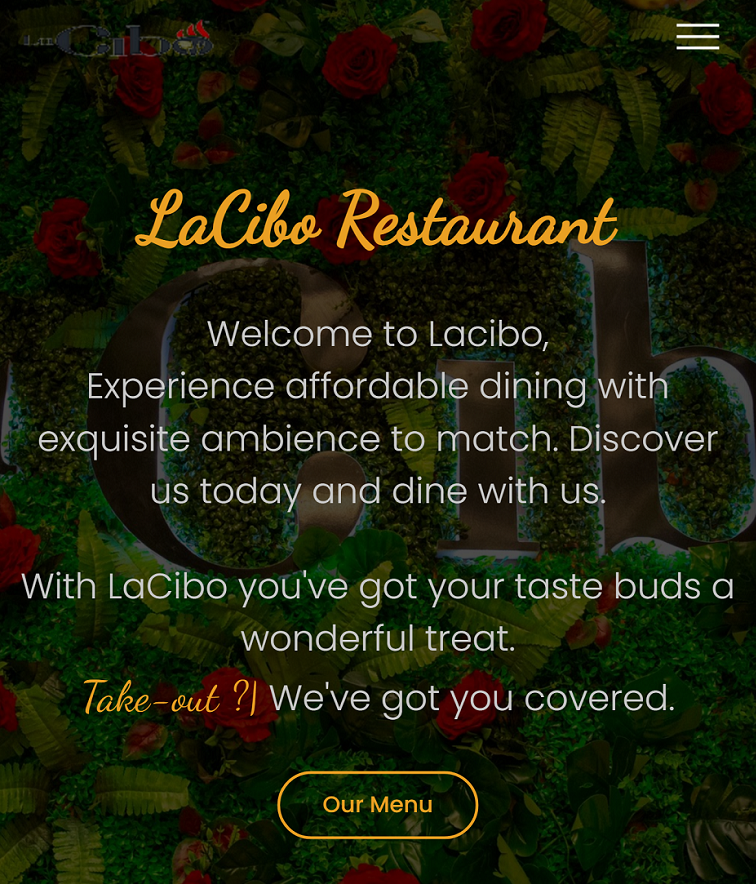 LaCibo
LaCibo Restaurant
Welcome to Lacibo,
Experience affordable dining with
exquisite ambience to match. Discover
us today and dine with us.
With LaCibo you've got your taste buds a
wonderful treat.
Take-out ?| We've got you covered.
Our Menu
Cib